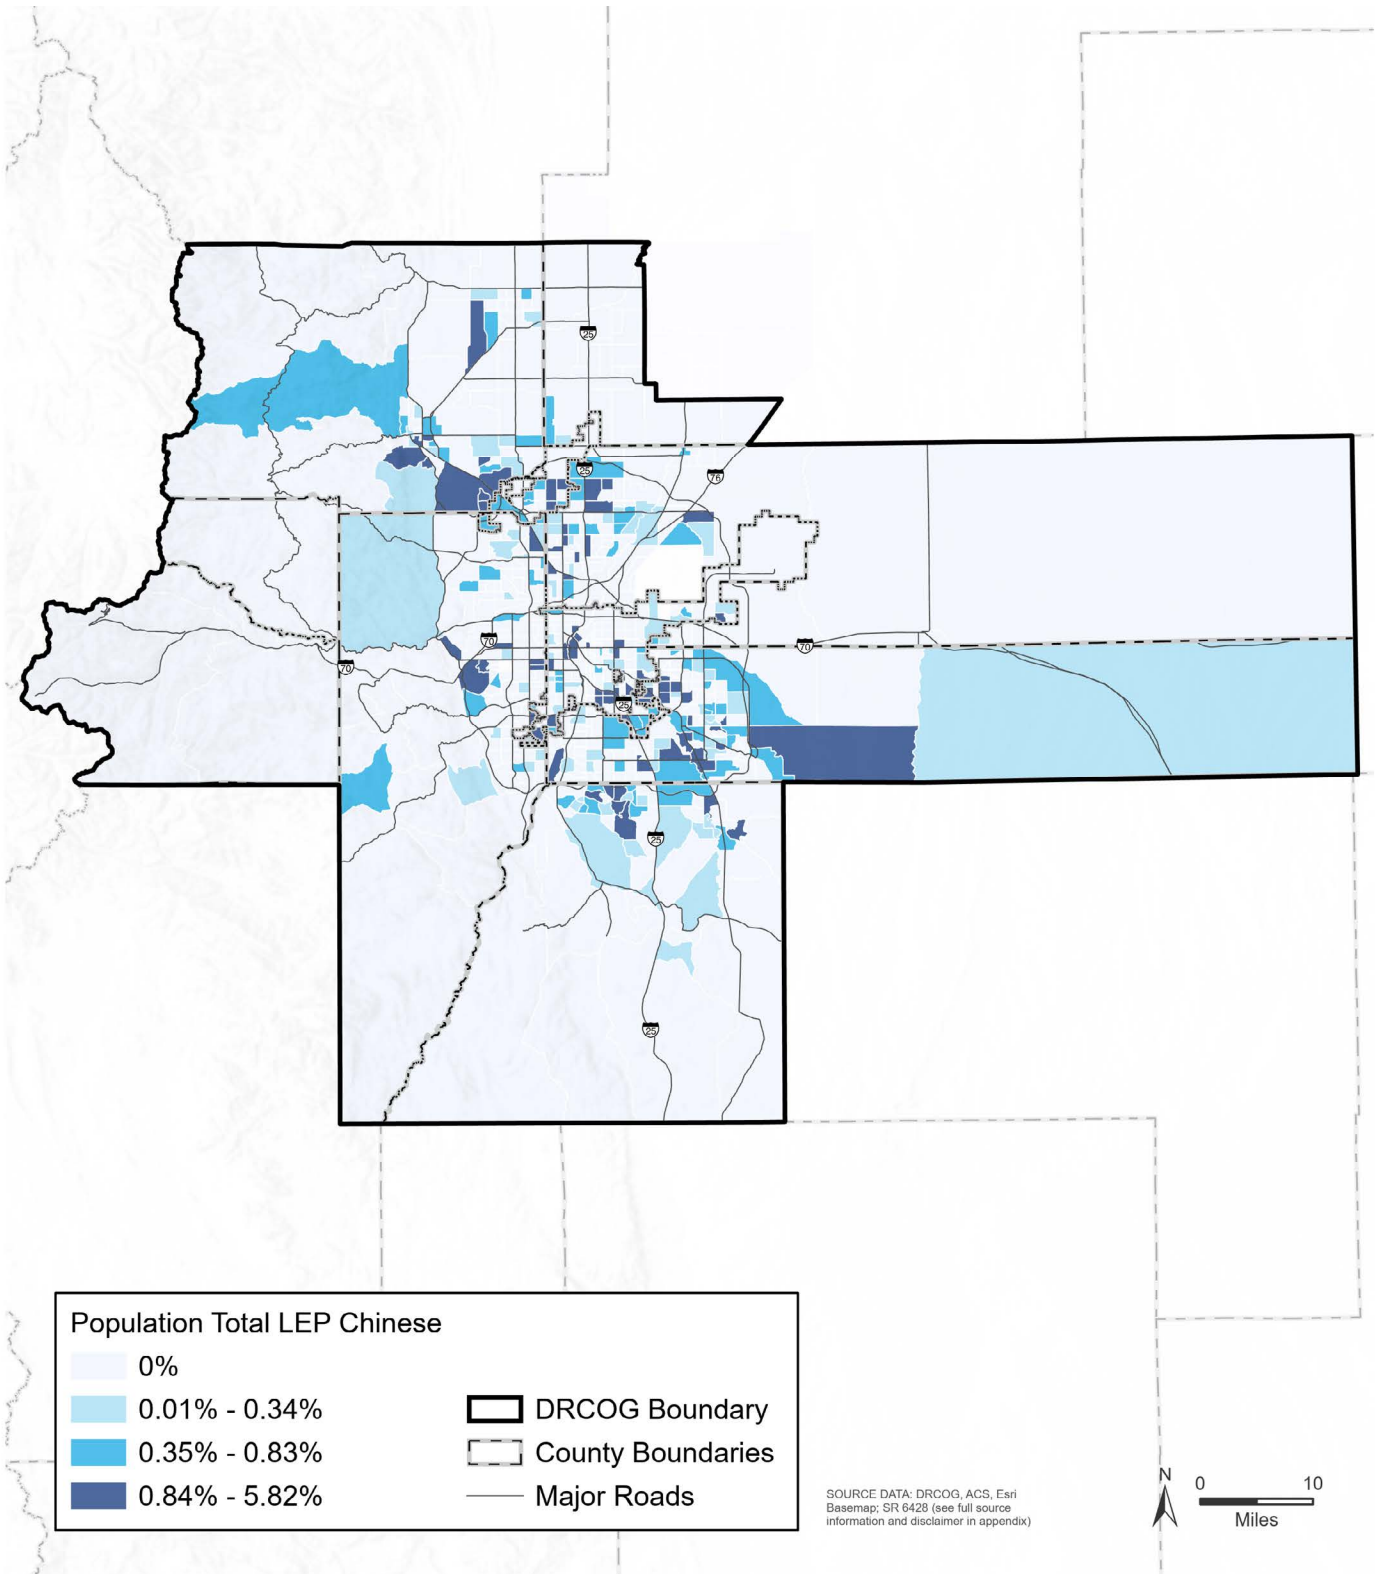 25
25
76
70
70
70
25
25
25
Population Total LEP Chinese
0%
0.01% - 0.34%
0.35% - 0.83%
0.84% - 5.82%
DRCOG Boundary
County Boundaries
Major Roads
SOURCE DATA: DRCOG, ACS, Esri
Basemap; SR 6428 (see full source
information and disclaimer in appendix)
N
0 10
Miles